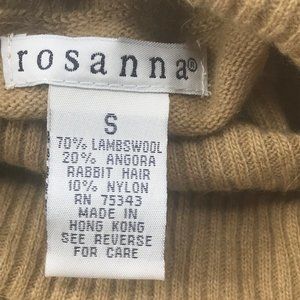 rosanna®
S
70% LAMBSWOOL
20% ANGORA
RABBIT HAIR
10% NYLON
RN 75343
MADE IN
HONG KONG
SEE REVERSE
FOR CARE